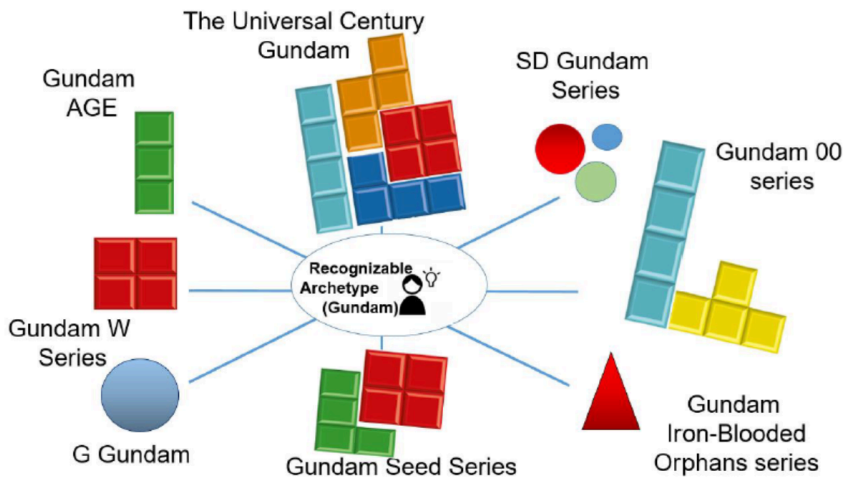 The Universal Century
Gundam
SD Gundam
Series
Gundam
AGE
Gundam 00
series
Recognizable
Archetype
(Gundam)
Gundam W
Series
G Gundam
Gundam Seed Series
Gundam
Iron-Blooded
Orphans series